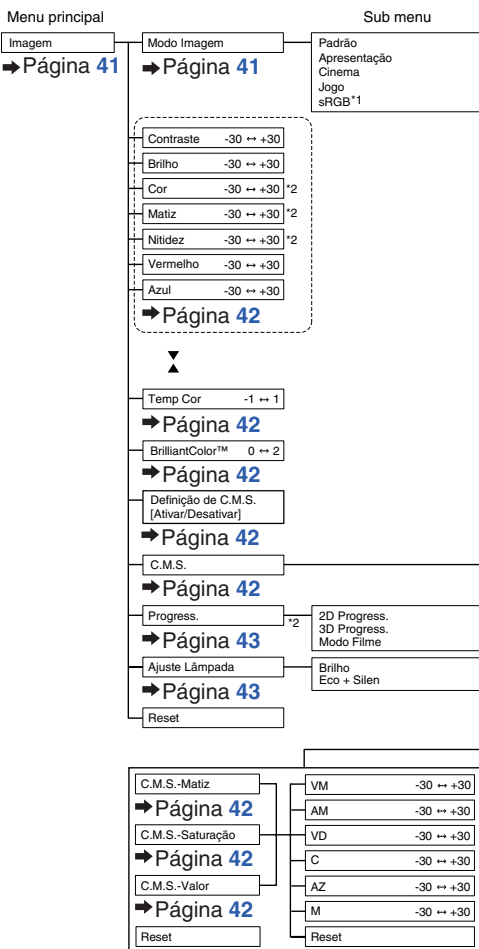 Menu principal
Sub menu
Imagem
➡Página 41
Modo Imagem
➡Página 41
Padrão
Apresentação
Cinema
Jogo
sRGB*1
Contraste -30 ↔ +30
Brilho -30 ↔ +30
Cor -30 ↔ +30 *2
Matiz -30 ↔ +30 *2
Nitidez -30 ↔ +30 *2
Vermelho -30 ↔ +30
Azul -30 ↔ +30
➡Página 42
Temp Cor -1 ↔ 1
➡Página 42
BrilliantColor™ 0 ↔ 2
➡Página 42
Definição de C.M.S.
[Ativar/Desativar]
➡Página 42
C.M.S.
➡Página 42
Progress. *2
➡Página 43
2D Progress.
3D Progress.
Modo Filme
Ajuste Lâmpada
➡Página 43
Brilho
Eco + Silen
Reset
C.M.S.-Matiz
➡Página 42
C.M.S.-Saturação
➡Página 42
C.M.S.-Valor
➡Página 42
Reset
VM -30 ↔ +30
AM -30 ↔ +30
VD -30 ↔ +30
C -30 ↔ +30
AZ -30 ↔ +30
M -30 ↔ +30
Reset